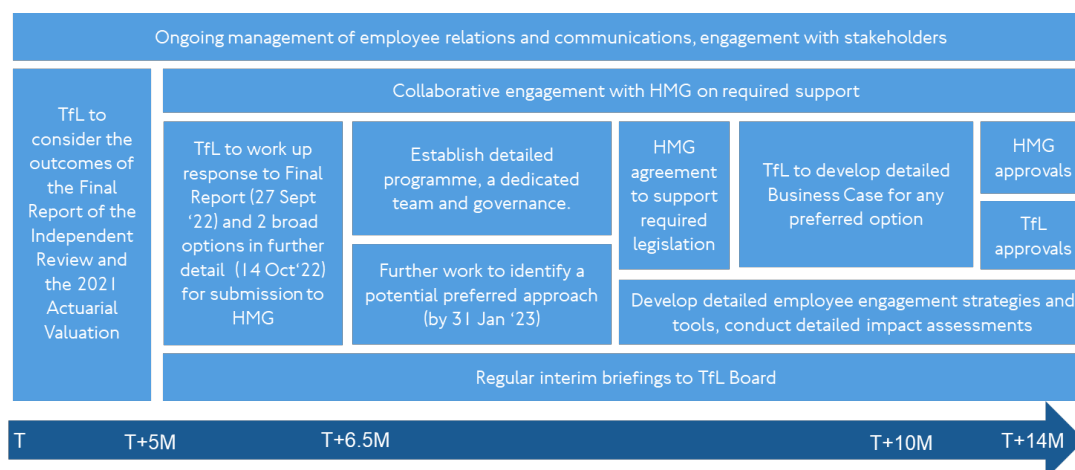 Ongoing management of employee relations and communications, engagement with stakeholders
TfL to
consider the
outcomes of
the Final
Report of the
Independent
Review and
the 2021
Actuarial
Valuation
Collaborative engagement with HMG on required support
TfL to work up
response to Final
Report (27 Sept
‘22) and 2 broad
options in further
detail (14 Oct‘22)
for submission to
HMG
Establish detailed
programme, a dedicated
team and governance.
Further work to identify a
potential preferred approach
(by 31 Jan ‘23)
HMG
agreement
to support
required
legislation
TfL to develop detailed
Business Case for any
preferred option
HMG
approvals
TfL
approvals
Develop detailed employee engagement strategies and
tools, conduct detailed impact assessments
Regular interim briefings to TfL Board
T
T+5M
T+6.5M
T+10M
T+14M